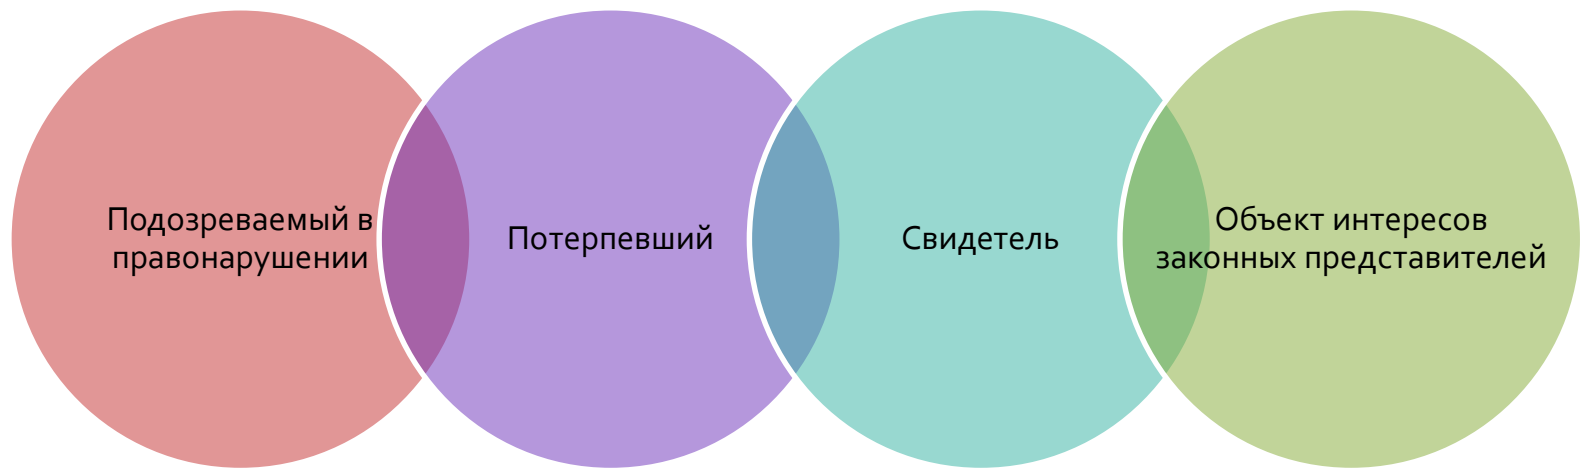 Подозреваемый в
правонарушении
Потерпевший
Свидетель
Объект интересов
законных представителей